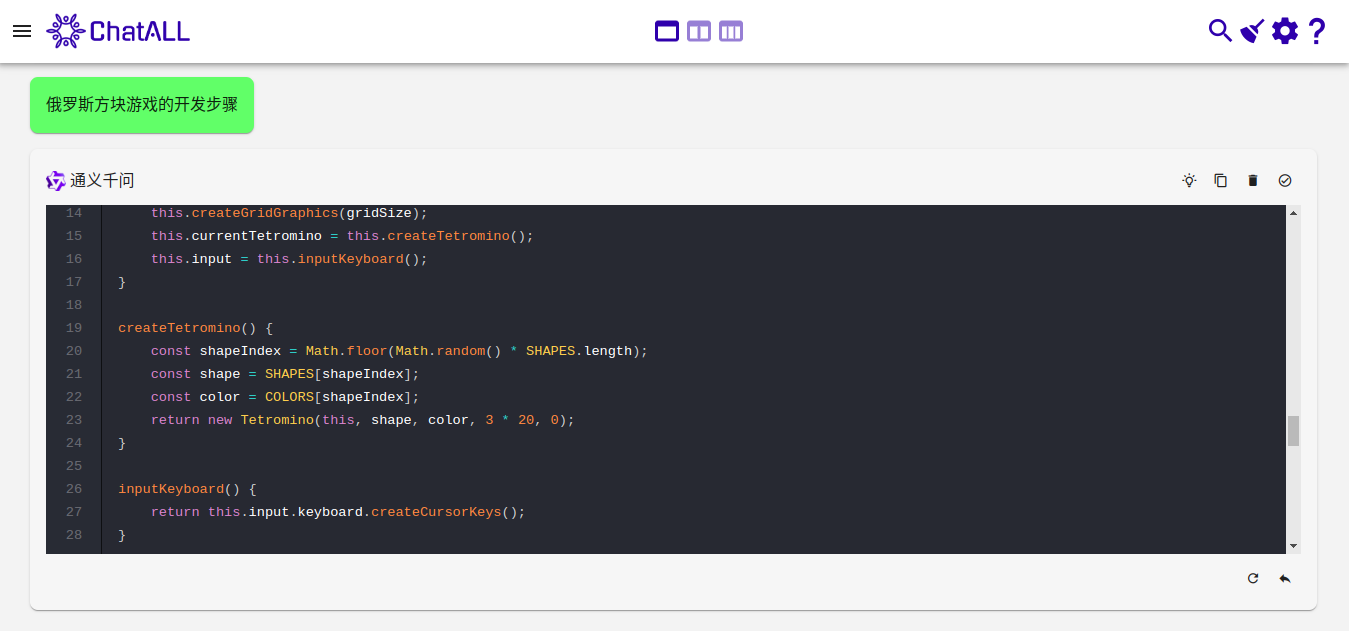 ChatALL
俄罗斯方块游戏的开发步骤
通义千问
14 this.createGridGraphics(gridSize);
15 this.currentTetromino = this.createTetromino();
16 this.input = this.inputKeyboard();
17 }
18
19 createTetromino() {
20 const shapeIndex = Math.floor(Math.random() * SHAPES.length);
21 const shape = SHAPES[shapeIndex];
22 const color = COLORS[shapeIndex];
23 return new Tetromino(this, shape, color, 3 * 20, 0);
24 }
25
26 inputKeyboard() {
27 return this.input.keyboard.createCursorKeys();
28 }